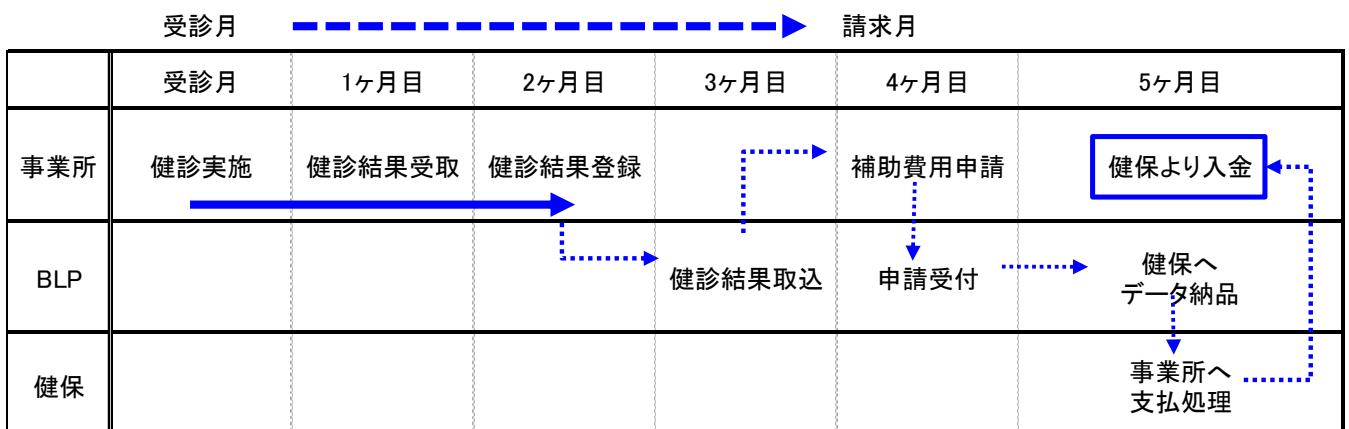 受診月 請求月
受診月 1ヶ月目 2ヶ月目 3ヶ月目 4ヶ月目 5ヶ月目
事業所 健診実施 健診結果受取 健診結果登録 補助費用申請 健保より入金
BLP 健診結果取込 申請受付 健保へ
データ納品
健保 事業所へ
支払処理